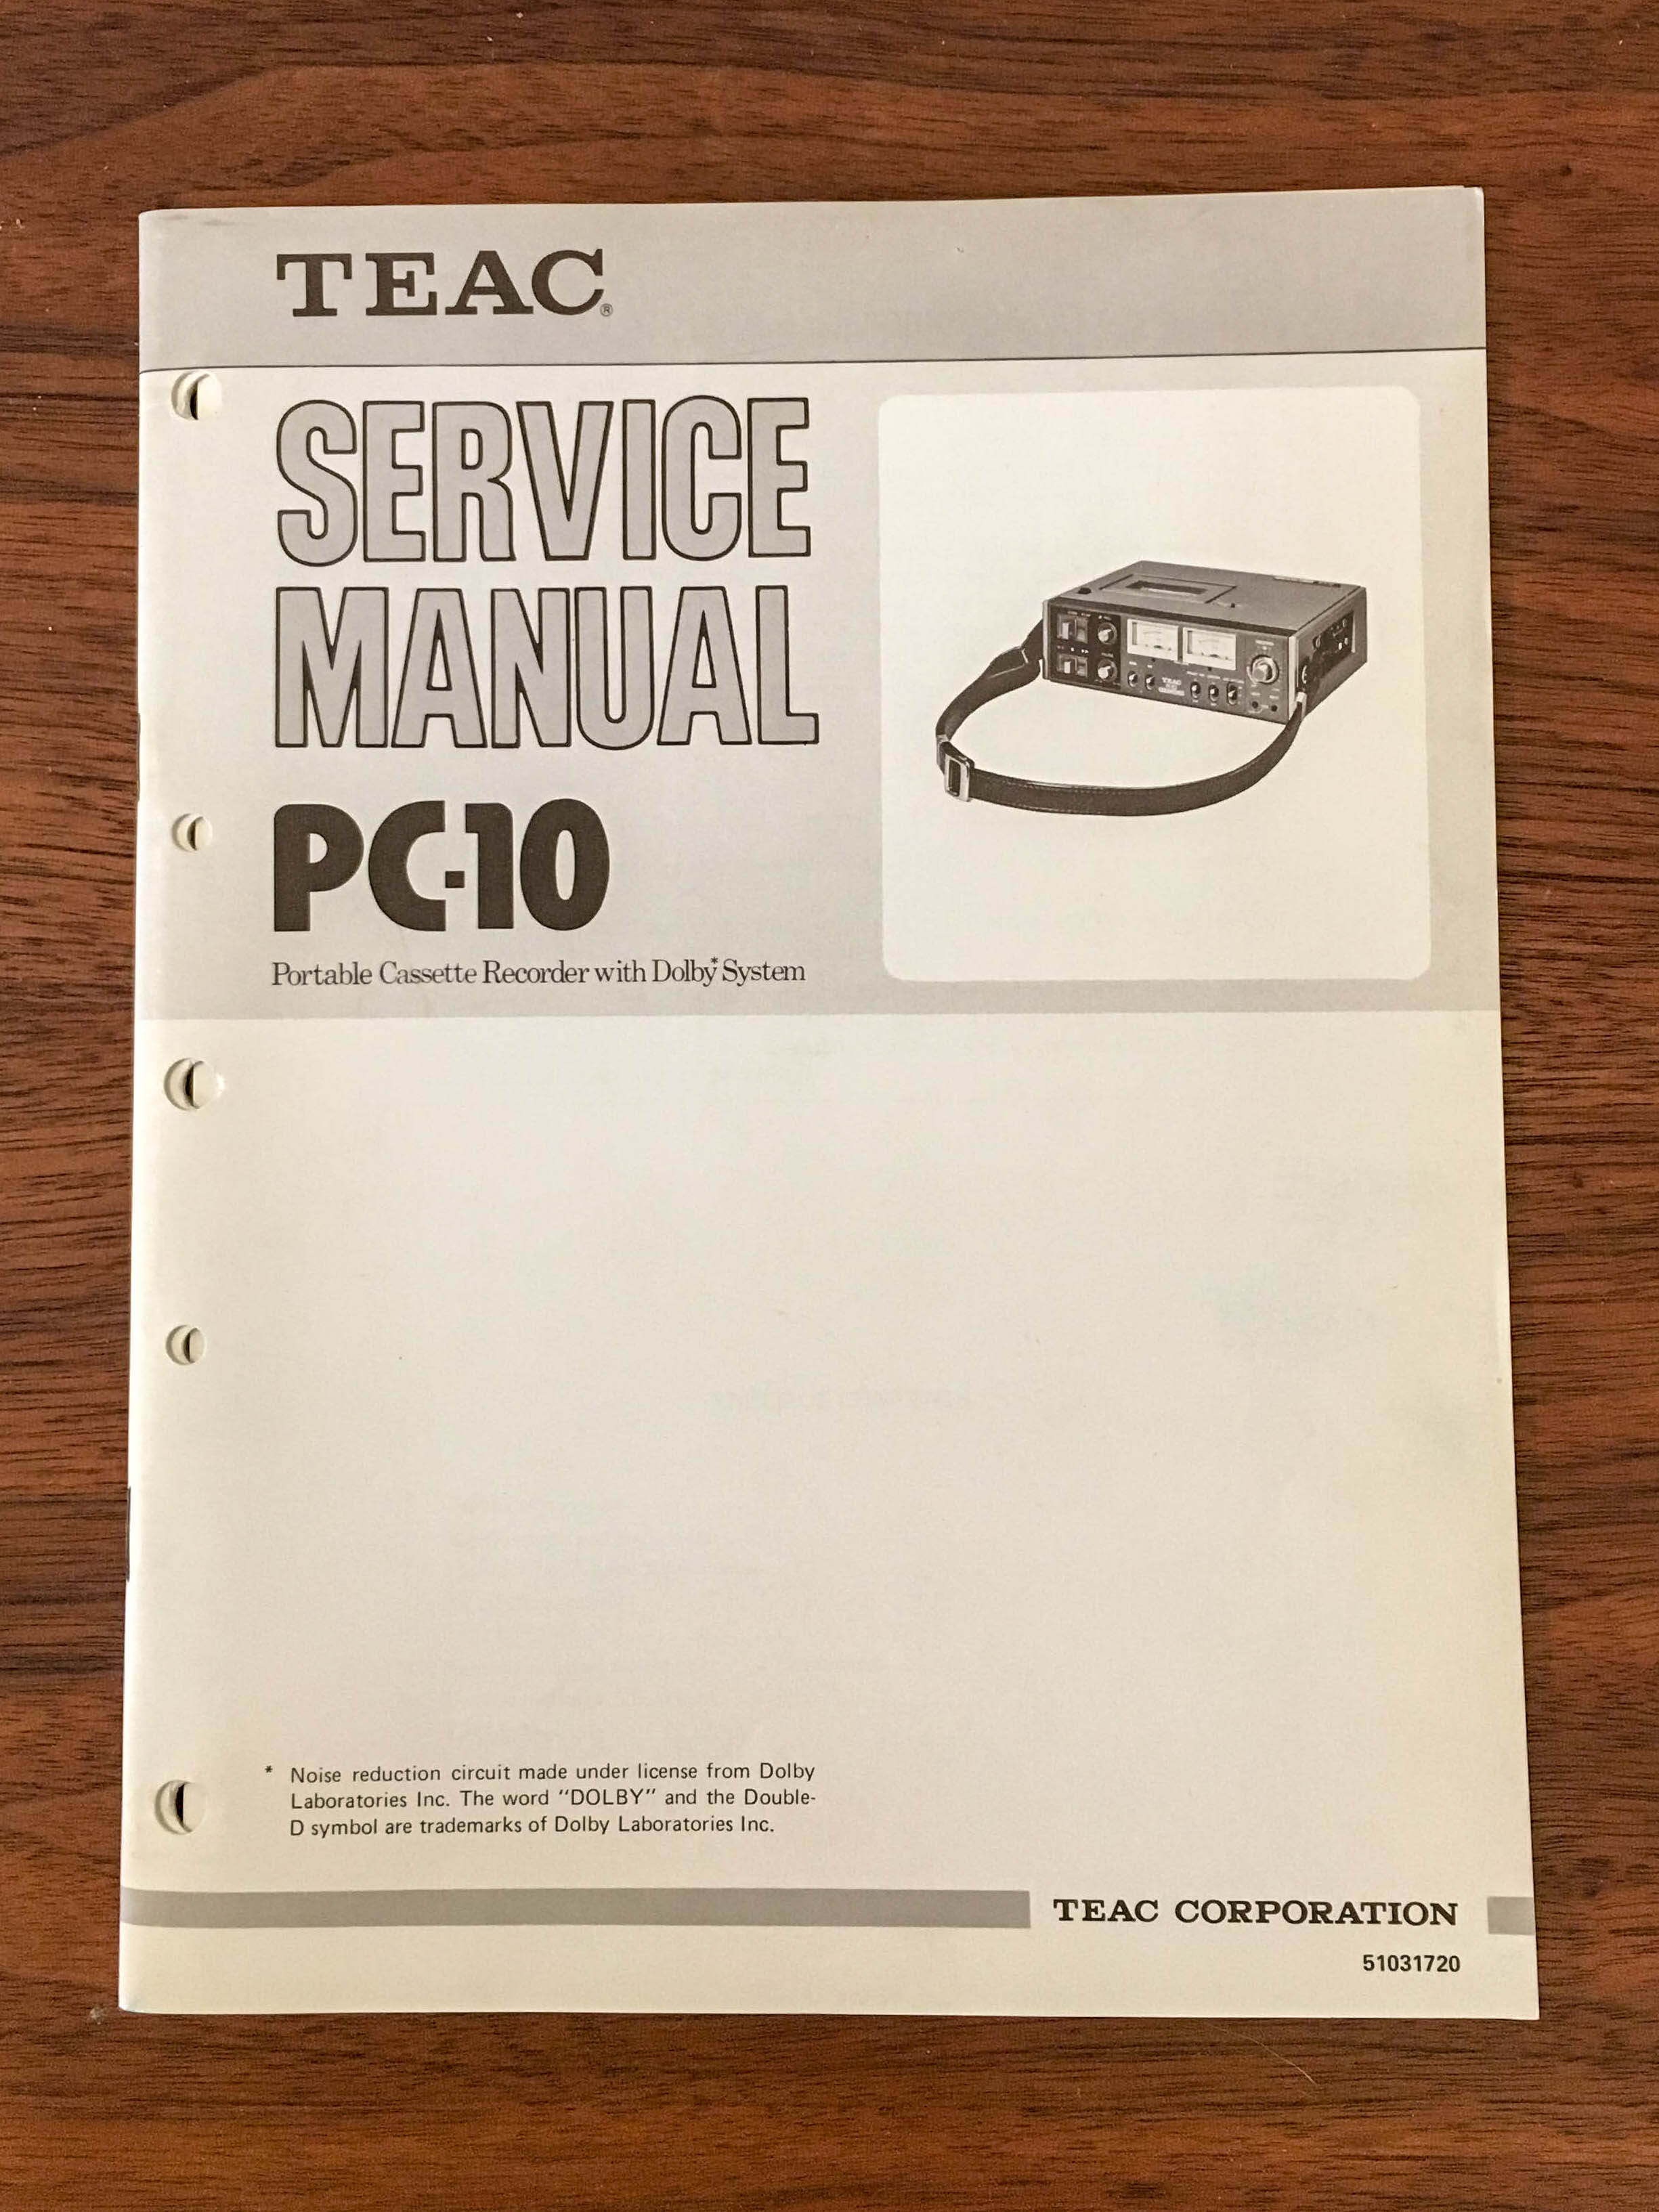 TEAC®
SERVICE
MANUAL
PC-10
Portable Cassette Recorder with Dolby* System
TEAC
* Noise reduction circuit made under license from Dolby
Laboratories Inc. The word “DOLBY” and the Double-
D symbol are trademarks of Dolby Laboratories Inc.
TEAC CORPORATION
51031720